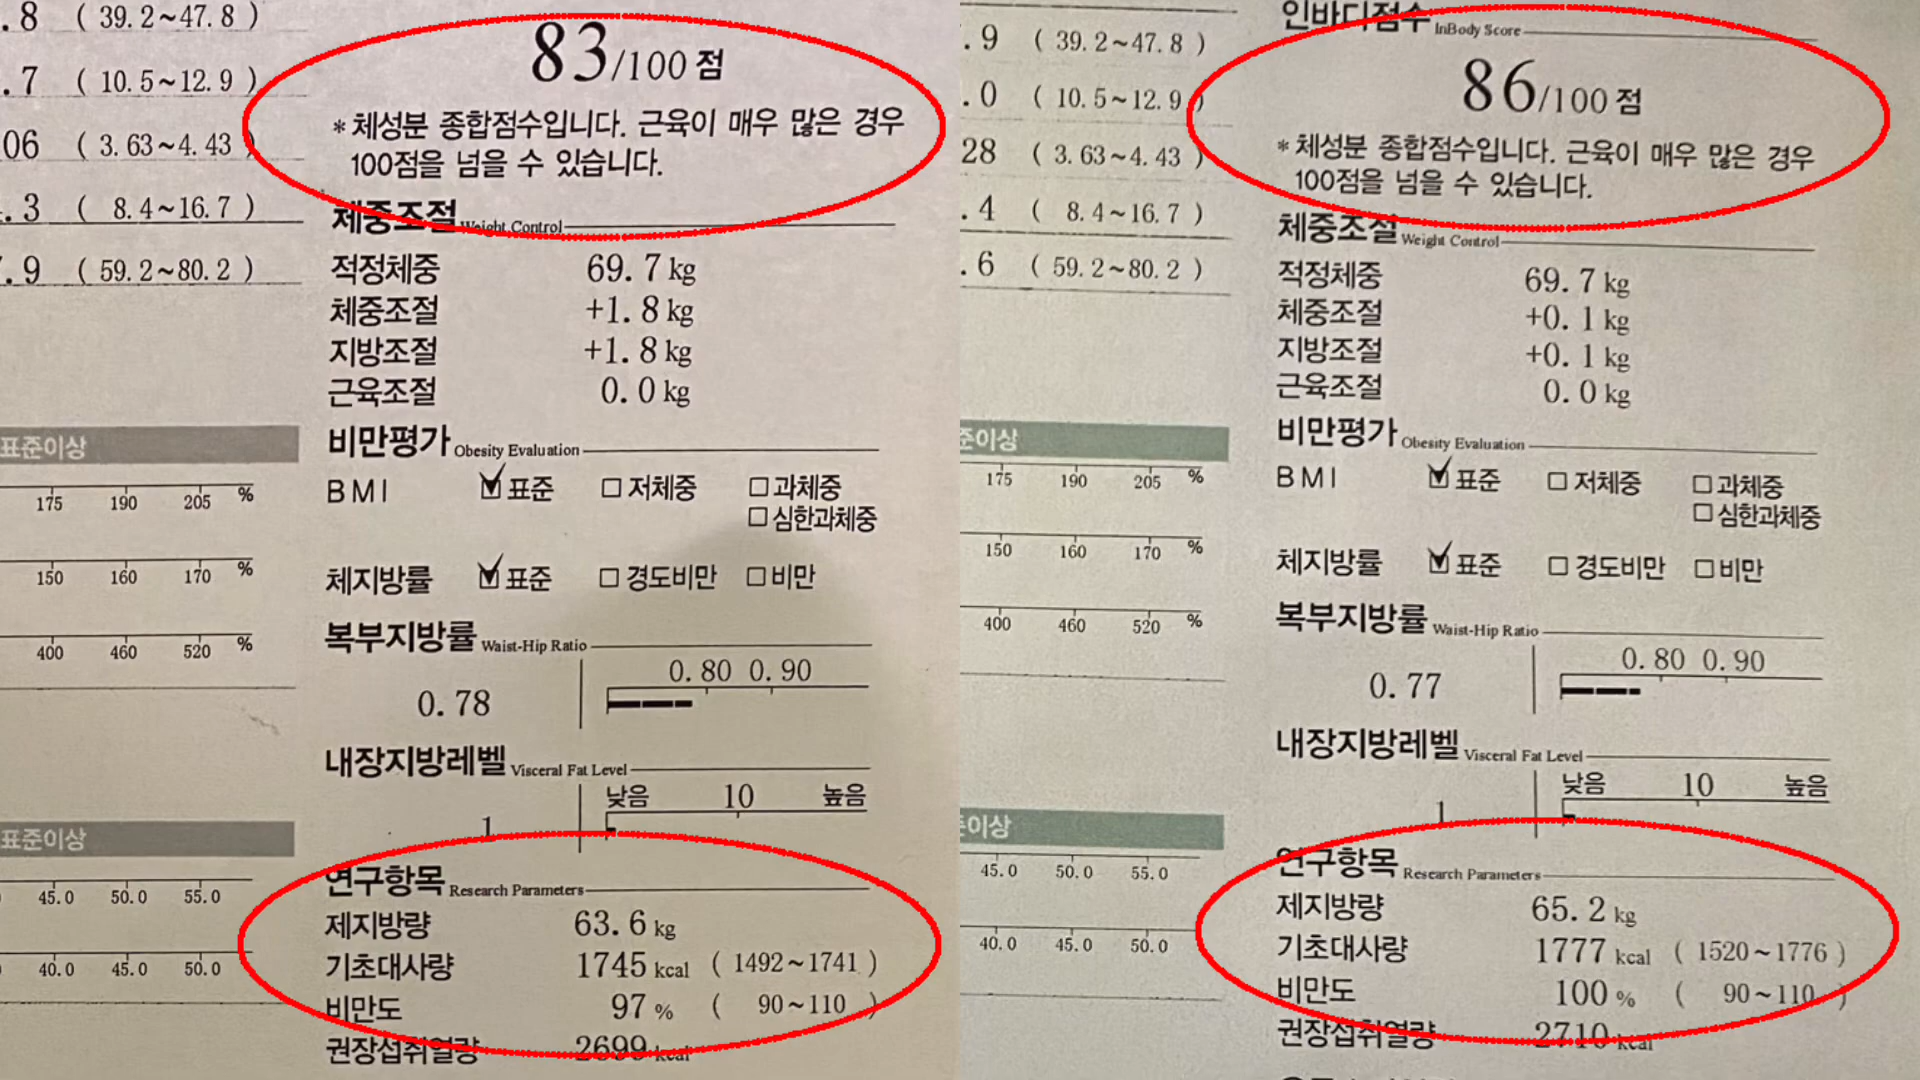 .8 ( 39.2~47.8 )
.7 ( 10.5~12.9 )
06 ( 3.63~4.43 )
.3 ( 8.4~16.7 )
.9 ( 59.2~80.2 )
83/100 점
* 체성분 종합점수입니다. 근육이 매우 많은 경우
100점을 넘을 수 있습니다.
체중조절 Weight Control
적정체중 69.7 kg
체중조절 +1.8 kg
지방조절 +1.8 kg
근육조절 0.0 kg
비만평가 Obesity Evaluation
BMI 표준 저체중 과체중
심한과체중
체지방률 표준 경도비만 비만
복부지방률 Waist-Hip Ratio
0.80 0.90
0.78
내장지방레벨 Visceral Fat Level
낮음 10 높음
1
연구항목 Research Parameters
제지방량 63.6 kg
기초대사량 1745 kcal ( 1492~1741 )
비만도 97 % ( 90~110 )
권장섭취열량 2699 kcal
표준이상
175 190 205 %
150 160 170 %
400 460 520 %
표준이상
45.0 50.0 55.0
40.0 45.0 50.0
.9 ( 39.2~47.8 )
.0 ( 10.5~12.9 )
28 ( 3.63~4.43 )
.4 ( 8.4~16.7 )
.6 ( 59.2~80.2 )
인바디점수 InBody Score
86/100 점
* 체성분 종합점수입니다. 근육이 매우 많은 경우
100점을 넘을 수 있습니다.
체중조절 Weight Control
적정체중 69.7 kg
체중조절 +0.1 kg
지방조절 +0.1 kg
근육조절 0.0 kg
비만평가 Obesity Evaluation
BMI 표준 저체중 과체중
심한과체중
체지방률 표준 경도비만 비만
복부지방률 Waist-Hip Ratio
0.80 0.90
0.77
내장지방레벨 Visceral Fat Level
낮음 10 높음
1
연구항목 Research Parameters
제지방량 65.2 kg
기초대사량 1777 kcal ( 1520~1776 )
비만도 100 % ( 90~110 )
권장섭취열량 2710 kcal
준이상
175 190 205 %
150 160 170 %
400 460 520 %
준이상
45.0 50.0 55.0
40.0 45.0 50.0